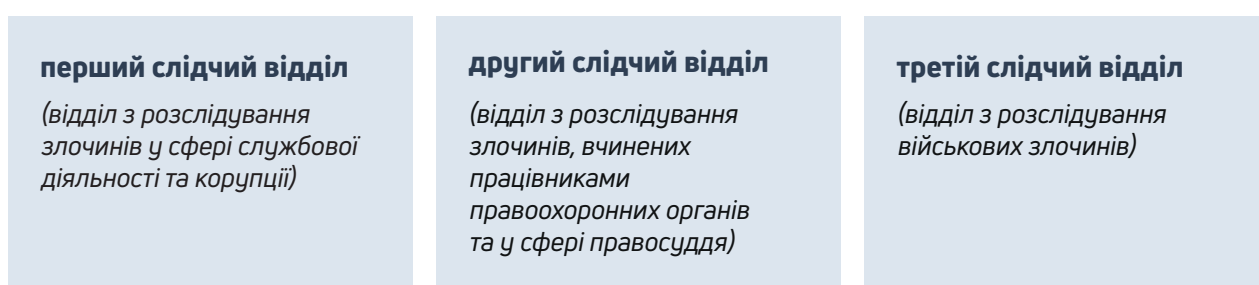 перший слідчий відділ
(відділ з розслідування
злочинів у сфері службової
діяльності та корупції)
другий слідчий відділ
(відділ з розслідування
злочинів, вчинених
працівниками
правоохоронних органів
та у сфері правосуддя)
третій слідчий відділ
(відділ з розслідування
військових злочинів)